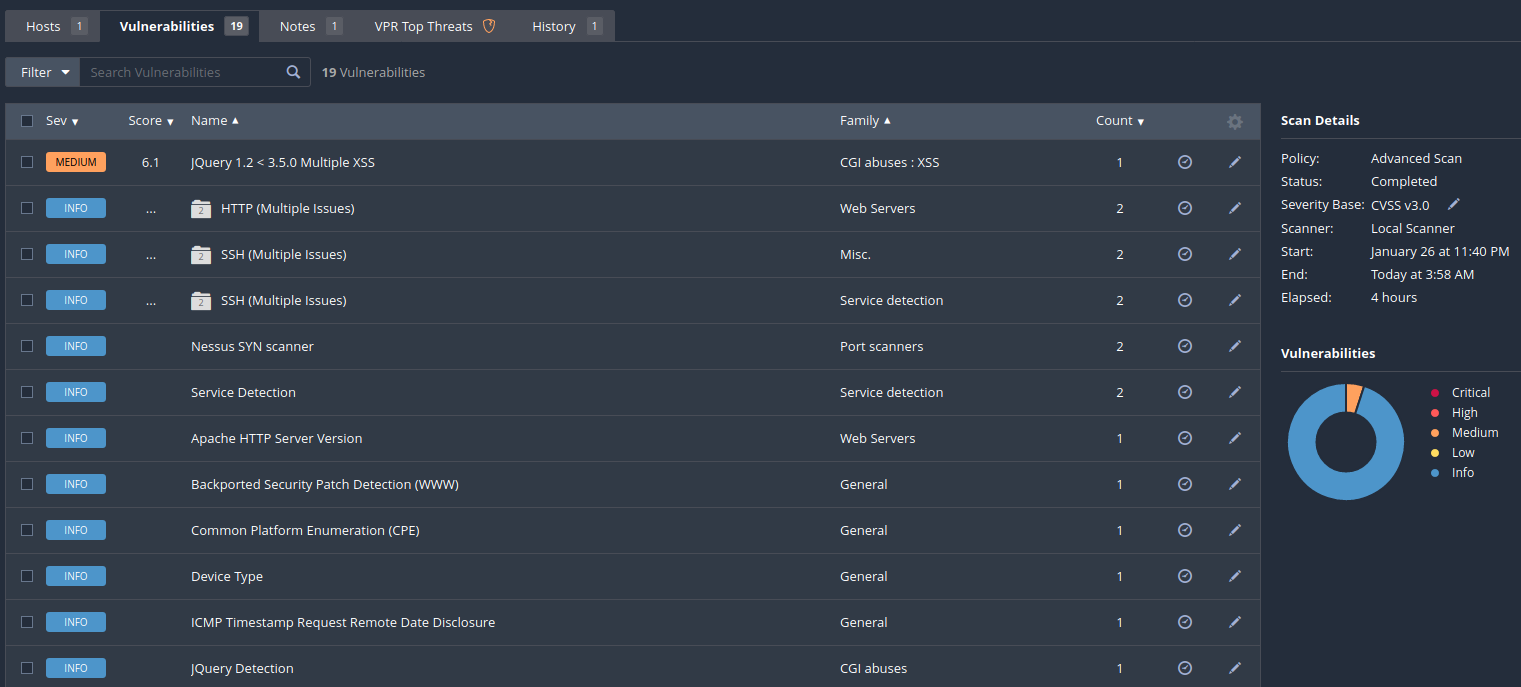 Hosts 1 Vulnerabilities 19 Notes 1 VPR Top Threats History 1
Filter Search Vulnerabilities 19 Vulnerabilities
Sev Score Name Family Count
MEDIUM 6.1 JQuery 1.2 < 3.5.0 Multiple XSS CGI abuses : XSS 1
INFO ... 2 HTTP (Multiple Issues) Web Servers 2
INFO ... 2 SSH (Multiple Issues) Misc. 2
INFO ... 2 SSH (Multiple Issues) Service detection 2
INFO Nessus SYN scanner Port scanners 2
INFO Service Detection Service detection 2
INFO Apache HTTP Server Version Web Servers 1
INFO Backported Security Patch Detection (WWW) General 1
INFO Common Platform Enumeration (CPE) General 1
INFO Device Type General 1
INFO ICMP Timestamp Request Remote Date Disclosure General 1
INFO JQuery Detection CGI abuses 1
Scan Details
Policy: Advanced Scan
Status: Completed
Severity Base: CVSS v3.0
Scanner: Local Scanner
Start: January 26 at 11:40 PM
End: Today at 3:58 AM
Elapsed: 4 hours
Vulnerabilities
Critical
High
Medium
Low
Info